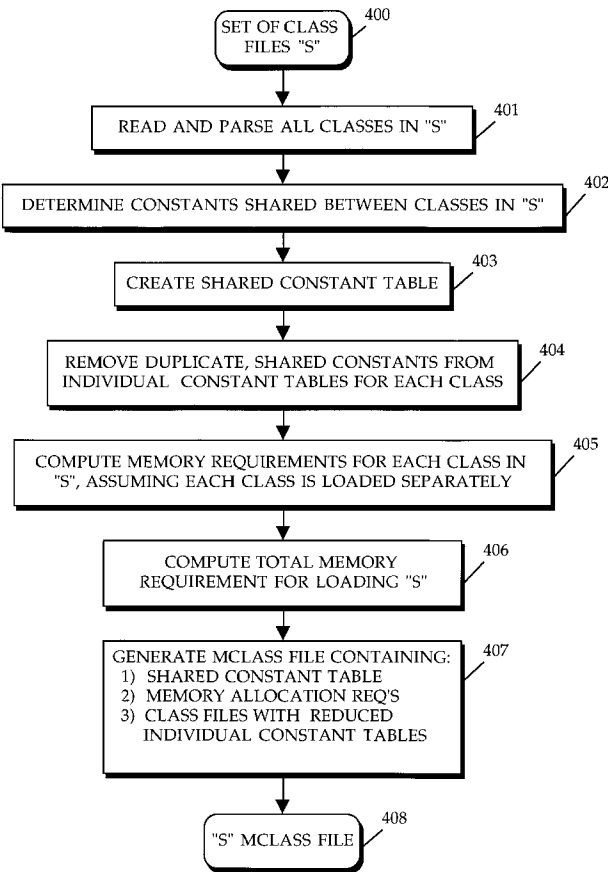 400
SET OF CLASS
FILES "S"
401
READ AND PARSE ALL CLASSES IN "S"
402
DETERMINE CONSTANTS SHARED BETWEEN CLASSES IN "S"
403
CREATE SHARED CONSTANT TABLE
404
REMOVE DUPLICATE, SHARED CONSTANTS FROM
INDIVIDUAL CONSTANT TABLES FOR EACH CLASS
405
COMPUTE MEMORY REQUIREMENTS FOR EACH CLASS IN
"S", ASSUMING EACH CLASS IS LOADED SEPARATELY
406
COMPUTE TOTAL MEMORY
REQUIREMENT FOR LOADING "S"
407
GENERATE MCLASS FILE CONTAINING:
1) SHARED CONSTANT TABLE
2) MEMORY ALLOCATION REQ'S
3) CLASS FILES WITH REDUCED
INDIVIDUAL CONSTANT TABLES
408
"S" MCLASS FILE